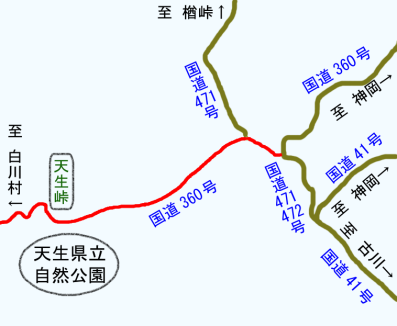 至 楢峠↑
国道471号
国道360号
至 神岡→
国道41号
至 神岡→
至 白川村←
天生峠
国道360号
国道471
472号
至 古川→
至
国道41号
天生県立
自然公園